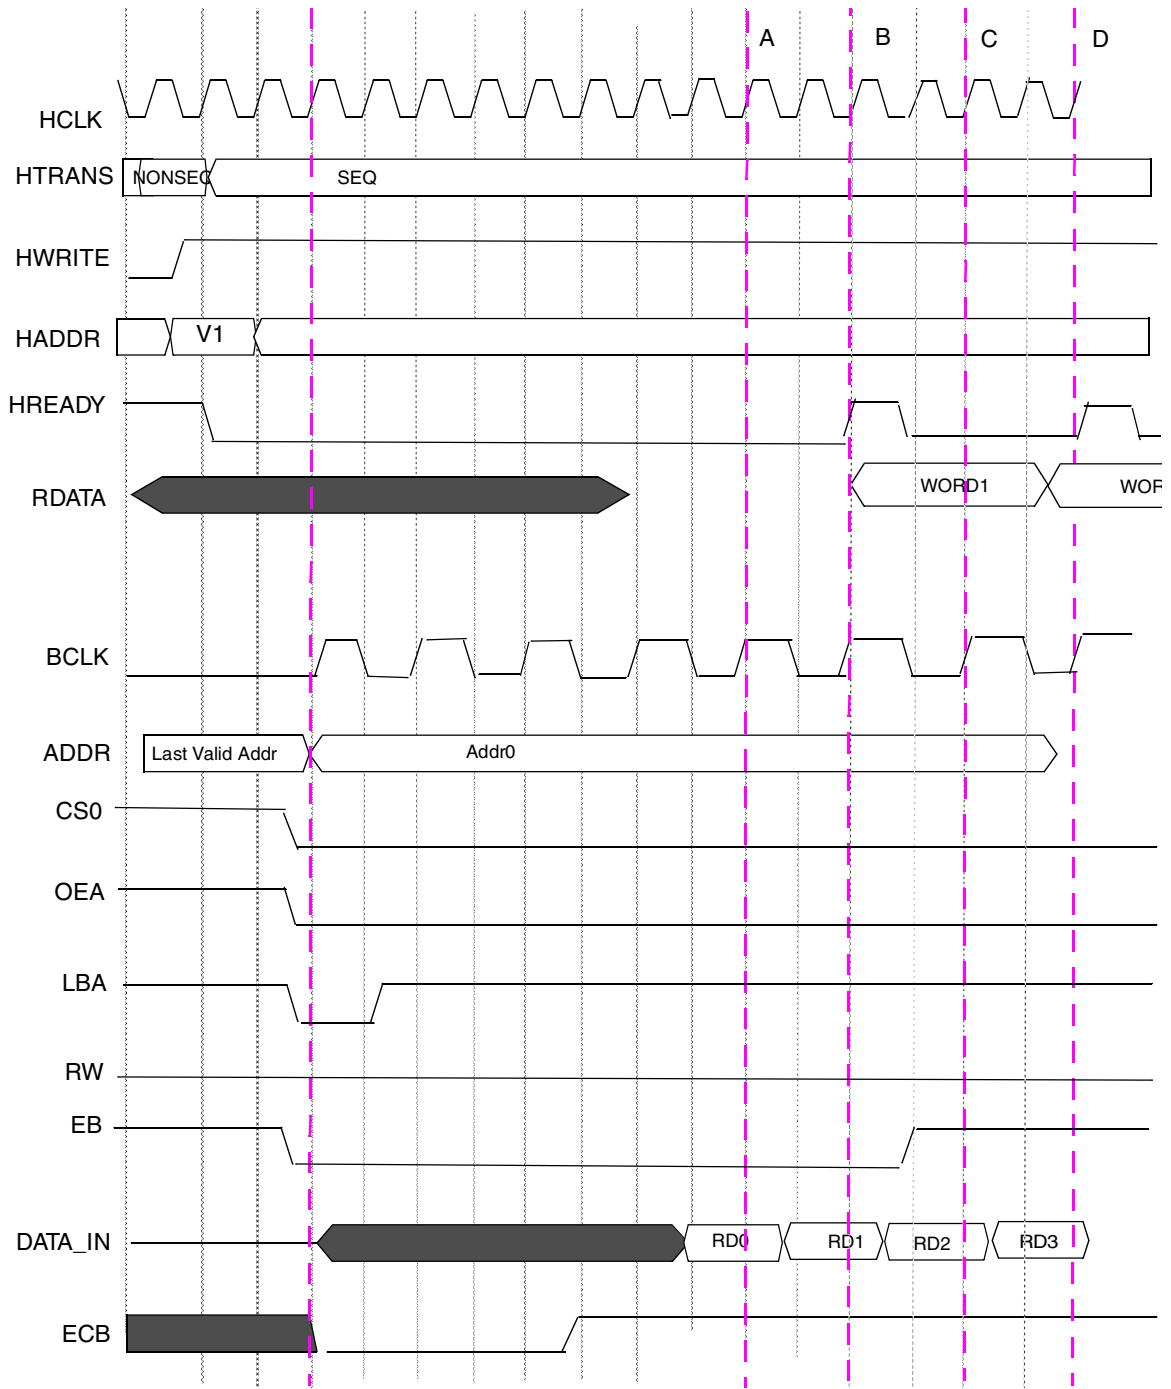 A B C D
HCLK
HTRANS NONSEQ SEQ
HWRITE
HADDR V1
HREADY
RDATA WORD1 WOR
BCLK
ADDR Last Valid Addr Addr0
CS0
OEA
LBA
RW
EB
DATA_IN RD0 RD1 RD2 RD3
ECB